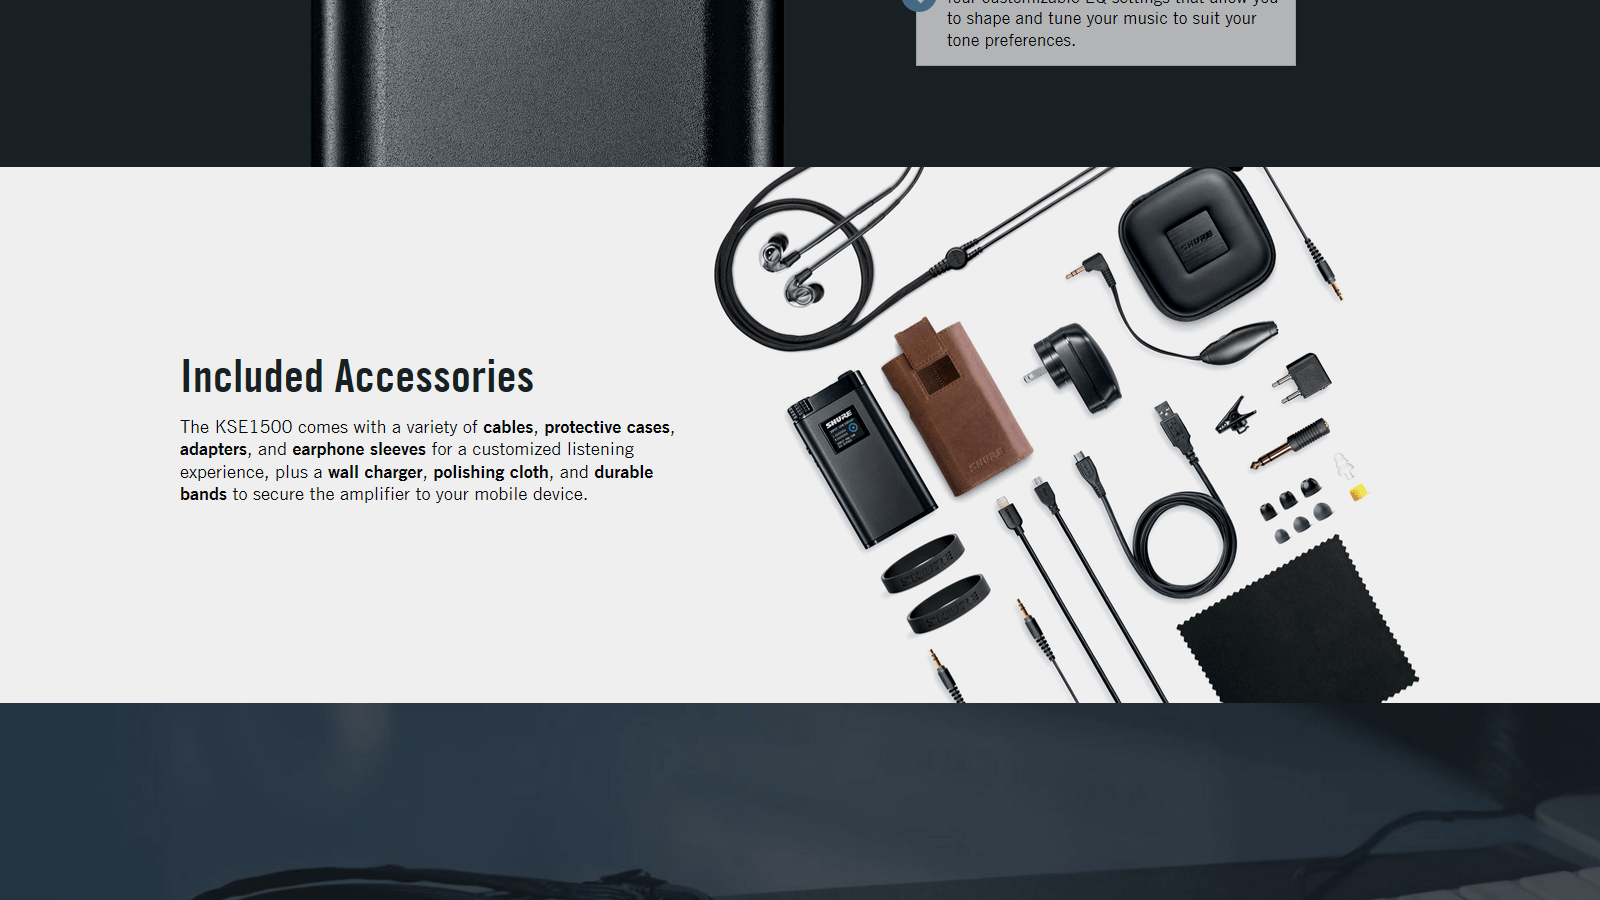 to shape and tune your music to suit your
tone preferences.
SHURE
SHURE
SHURE
Included Accessories
The KSE1500 comes with a variety of cables, protective cases,
adapters, and earphone sleeves for a customized listening
experience, plus a wall charger, polishing cloth, and durable
bands to secure the amplifier to your mobile device.
SHURE
SHURE